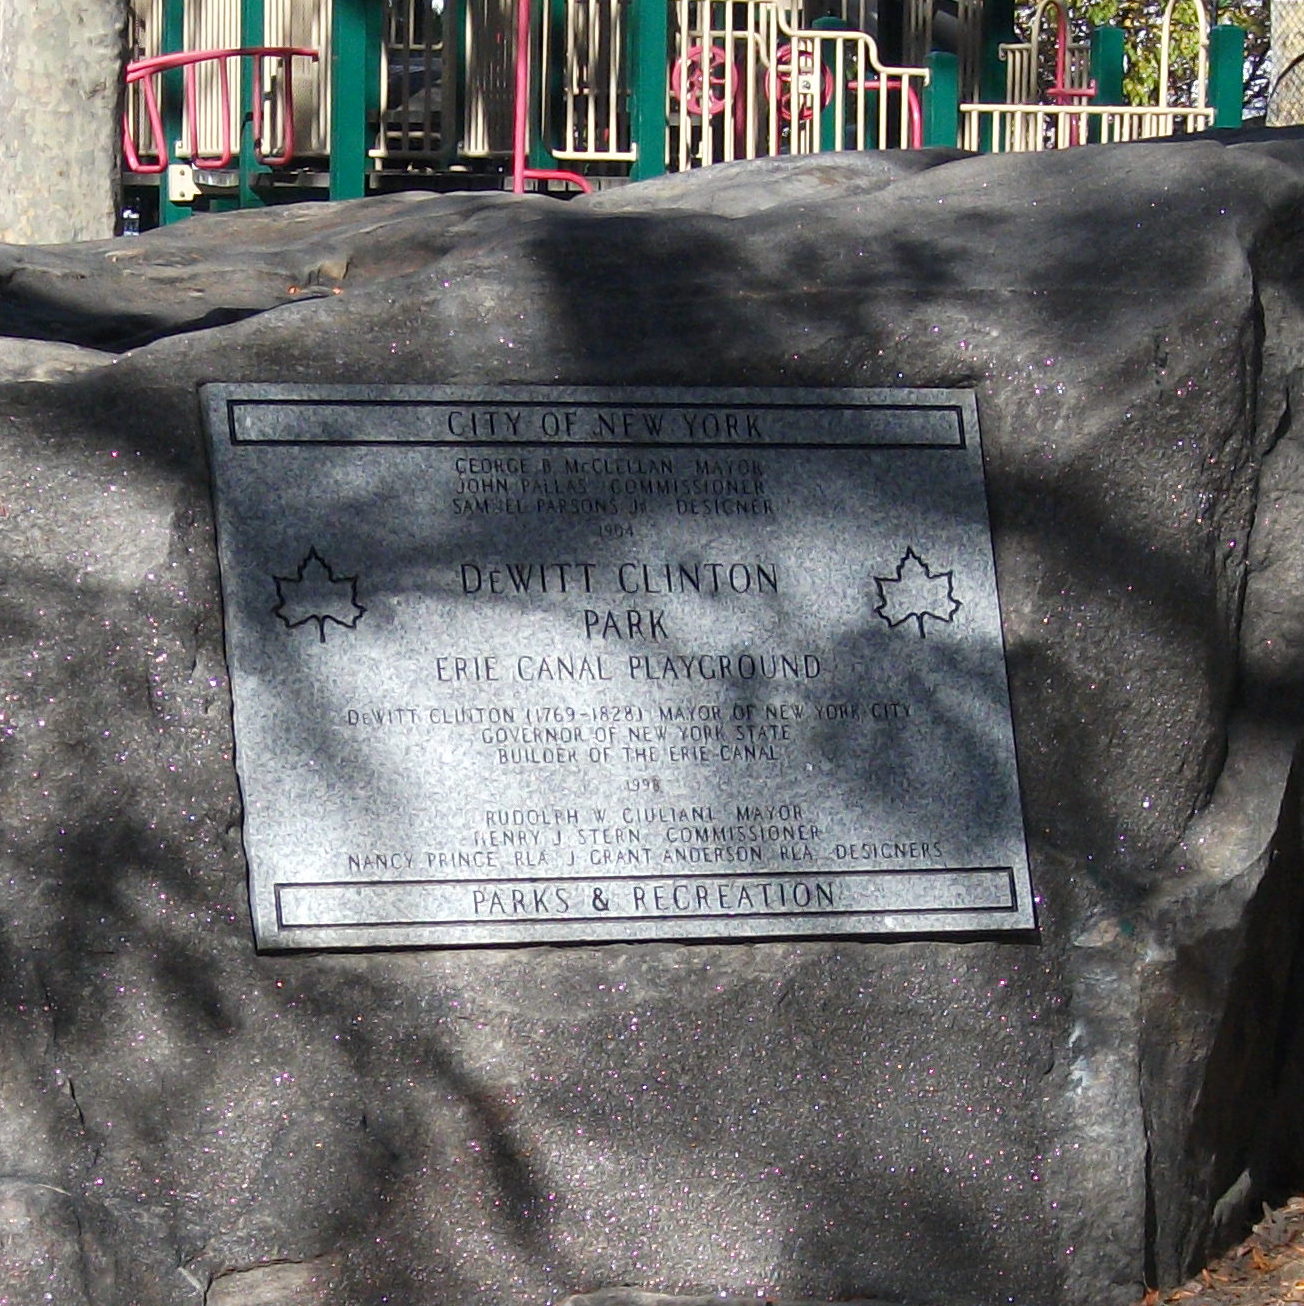 CITY OF NEW YORK
GEORGE B McCLELLAN MAYOR
JOHN PALLAS COMMISSIONER
SAMUEL PARSONS JR DESIGNER
1904
DeWITT CLINTON
PARK
ERIE CANAL PLAYGROUND
DeWITT CLINTON (1769-1828) MAYOR OF NEW YORK CITY
GOVERNOR OF NEW YORK STATE
BUILDER OF THE ERIE CANAL
1998
RUDOLPH W GIULIANI MAYOR
HENRY J STERN COMMISSIONER
NANCY PRINCE RLA J GRANT ANDERSON RLA DESIGNERS
PARKS & RECREATION